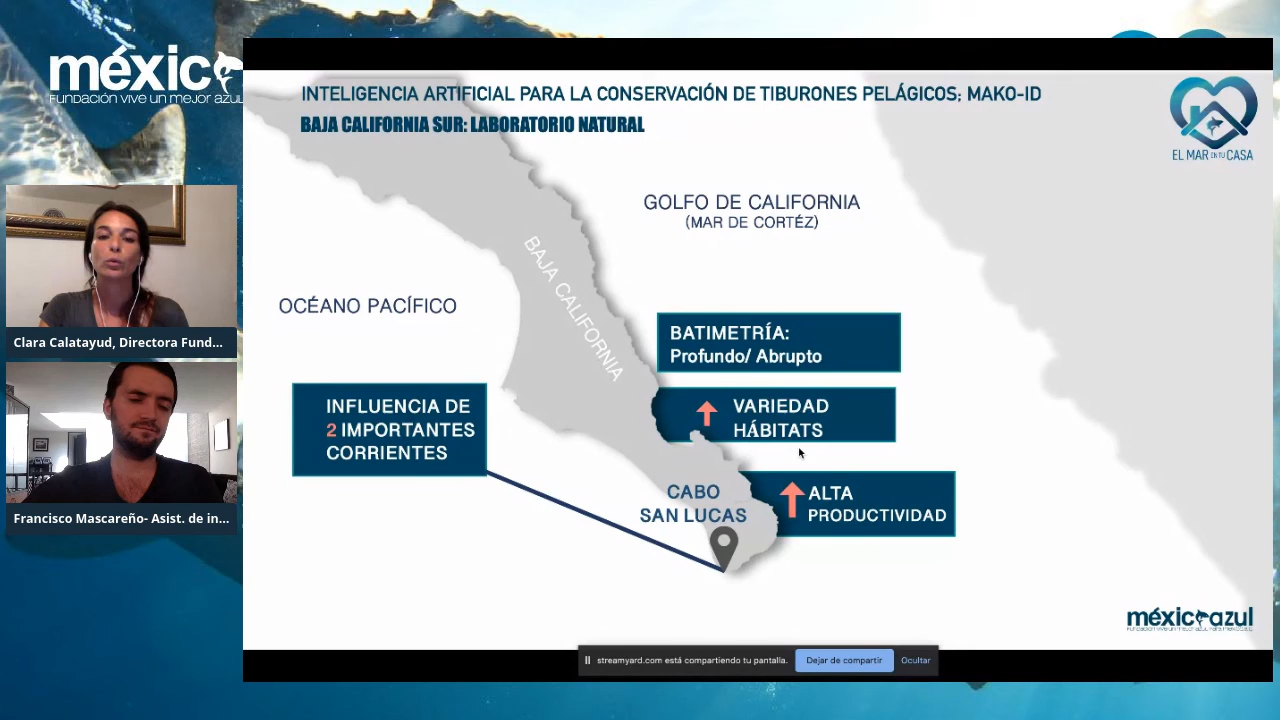 méxico
FUNDACIÓN VIVE UN MEJOR AZUL
INTELIGENCIA ARTIFICIAL PARA LA CONSERVACIÓN DE TIBURONES PELÁGICOS; MAKO-ID
BAJA CALIFORNIA SUR: LABORATORIO NATURAL
EL MAR EN TU CASA
GOLFO DE CALIFORNIA
(MAR DE CORTÉZ)
BAJA CALIFORNIA
OCÉANO PACÍFICO
BATIMETRÍA:
Profundo/ Abrupto
VARIEDAD
HÁBITATS
INFLUENCIA DE
2 IMPORTANTES
CORRIENTES
CABO
SAN LUCAS
ALTA
PRODUCTIVIDAD
Clara Calatayud, Directora Fund...
Francisco Mascareño- Asist. de in...
méxico azul
streamyard.com está compartiendo tu pantalla.
Dejar de compartir
Ocultar